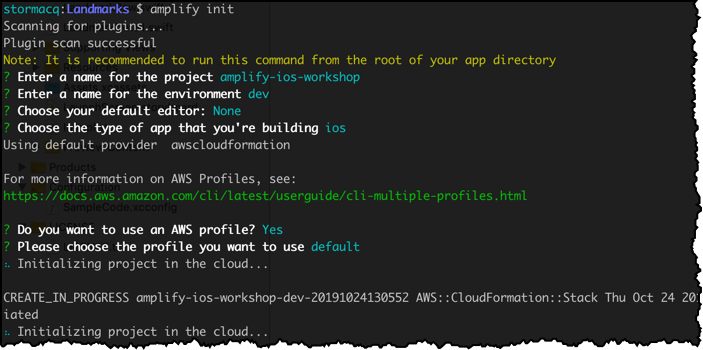 stormacq:Landmarks $ amplify init
Scanning for plugins...
Plugin scan successful
Note: It is recommended to run this command from the root of your app directory
? Enter a name for the project amplify-ios-workshop
? Enter a name for the environment dev
? Choose your default editor: None
? Choose the type of app that you're building ios
Using default provider  awscloudformation
Products
For more information on AWS Profiles, see:
Configuration
https://docs.aws.amazon.com/cli/latest/userguide/cli-multiple-profiles.html
SampleCode.xcconfig
? Do you want to use an AWS profile? Yes
? Please choose the profile you want to use default
Initializing project in the cloud...
CREATE_IN_PROGRESS amplify-ios-workshop-dev-20191024130552 AWS::CloudFormation::Stack Thu Oct 24 201
iated
Initializing project in the cloud...